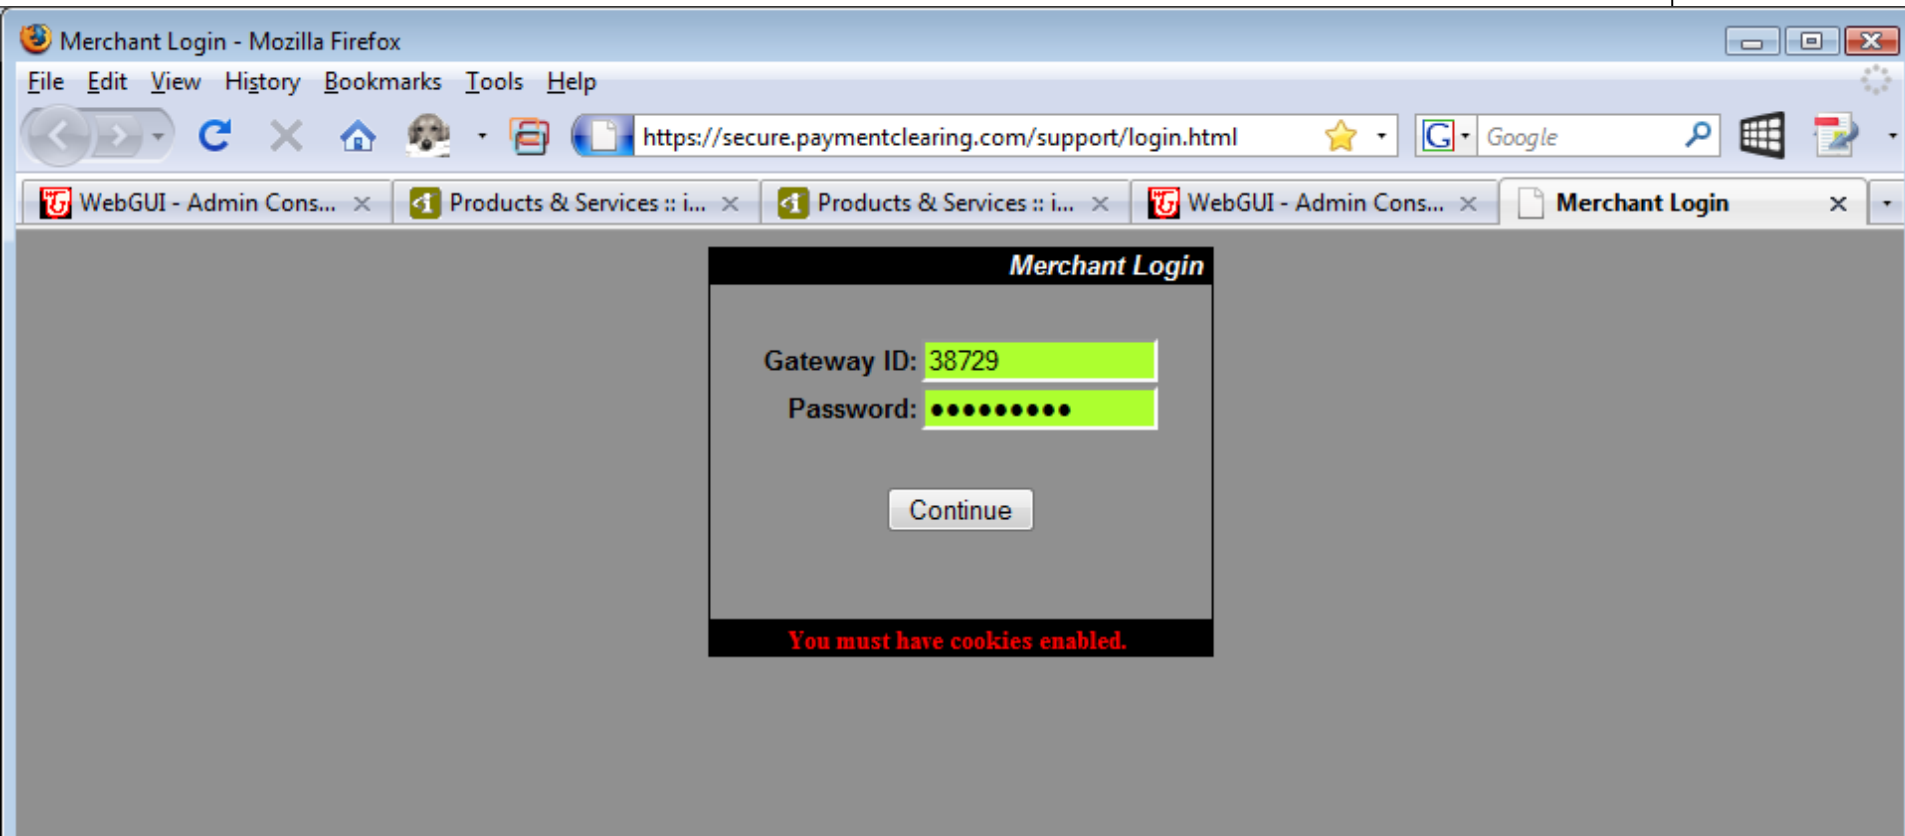 Merchant Login - Mozilla Firefox
File Edit View History Bookmarks Tools Help
https://secure.paymentclearing.com/support/login.html
G
Google
WebGUI - Admin Cons...
Products & Services :: i...
Products & Services :: i...
WebGUI - Admin Cons...
Merchant Login
Merchant Login
Gateway ID: 38729
Password: ●●●●●●●●●
Continue
You must have cookies enabled.